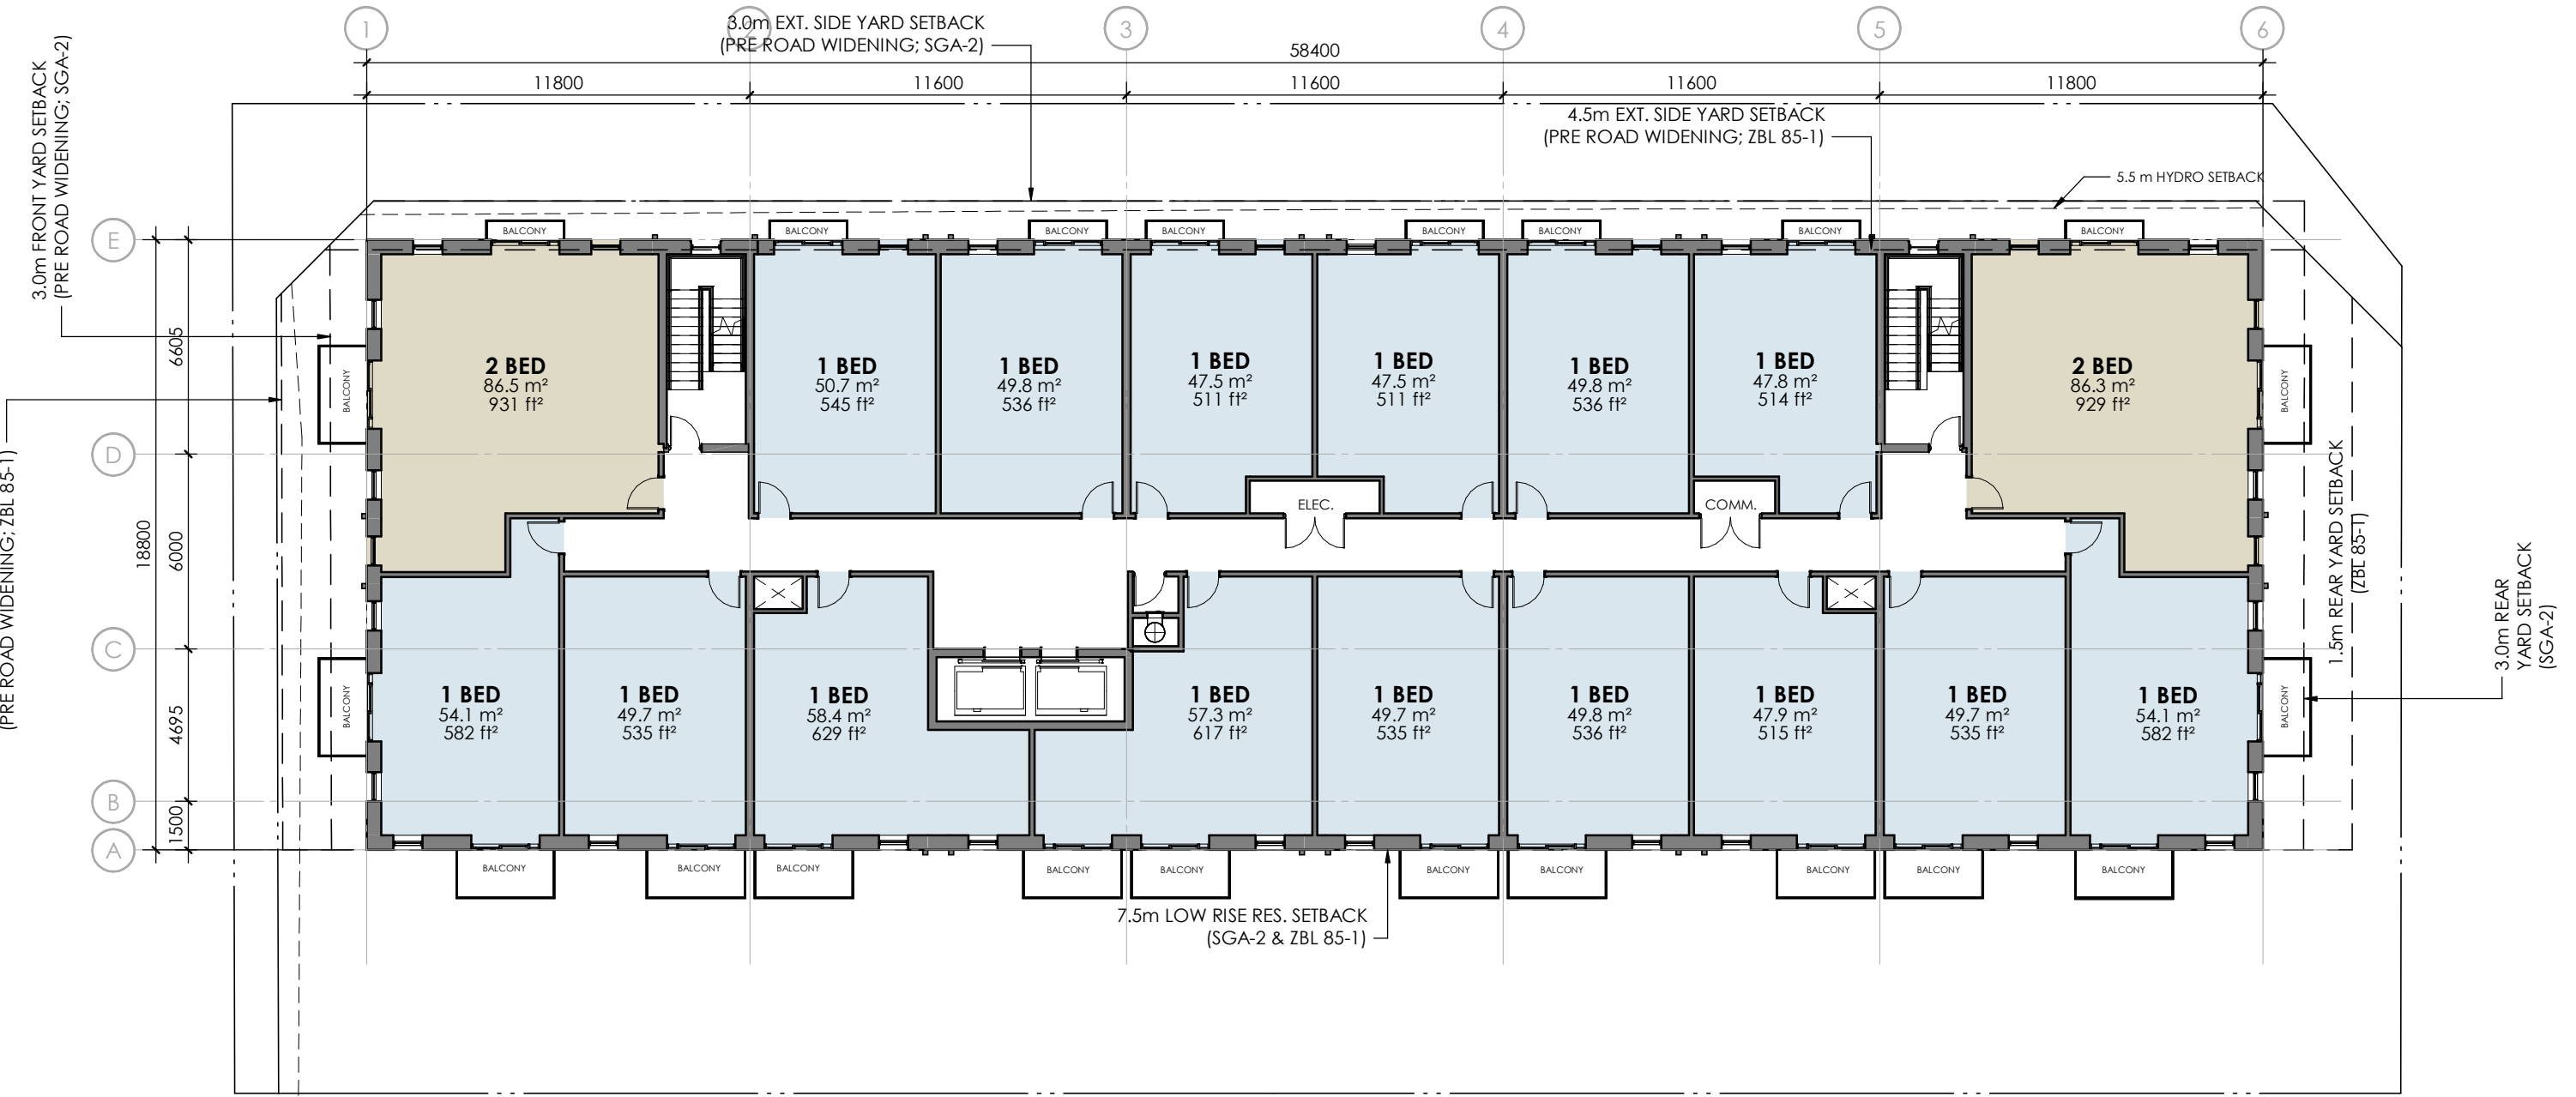 1
2
3
4
5
6
3.0m EXT. SIDE YARD SETBACK
(PRE ROAD WIDENING; SGA-2)
58400
11800
11600
11600
11600
11800
3.0m FRONT YARD SETBACK
(PRE ROAD WIDENING; SGA-2)
4.5m EXT. SIDE YARD SETBACK
(PRE ROAD WIDENING; ZBL 85-1)
5.5 m HYDRO SETBACK
E
D
C
B
A
6605
6000
4695
1500
18800
BALCONY
BALCONY
BALCONY
BALCONY
BALCONY
BALCONY
BALCONY
BALCONY
2 BED
86.5 m²
931 ft²
1 BED
50.7 m²
545 ft²
1 BED
49.8 m²
536 ft²
1 BED
47.5 m²
511 ft²
1 BED
47.5 m²
511 ft²
1 BED
49.8 m²
536 ft²
1 BED
47.8 m²
514 ft²
2 BED
86.3 m²
929 ft²
BALCONY
BALCONY
ELEC.
COMM.
(PRE ROAD WIDENING; ZBL 85-1)
1.5m REAR YARD SETBACK
(ZBL 85-1)
3.0m REAR
YARD SETBACK
(SGA-2)
BALCONY
BALCONY
1 BED
54.1 m²
582 ft²
1 BED
49.7 m²
535 ft²
1 BED
58.4 m²
629 ft²
1 BED
57.3 m²
617 ft²
1 BED
49.7 m²
535 ft²
1 BED
49.8 m²
536 ft²
1 BED
47.9 m²
515 ft²
1 BED
49.7 m²
535 ft²
1 BED
54.1 m²
582 ft²
BALCONY
BALCONY
BALCONY
BALCONY
BALCONY
BALCONY
BALCONY
BALCONY
BALCONY
BALCONY
7.5m LOW RISE RES. SETBACK
(SGA-2 & ZBL 85-1)